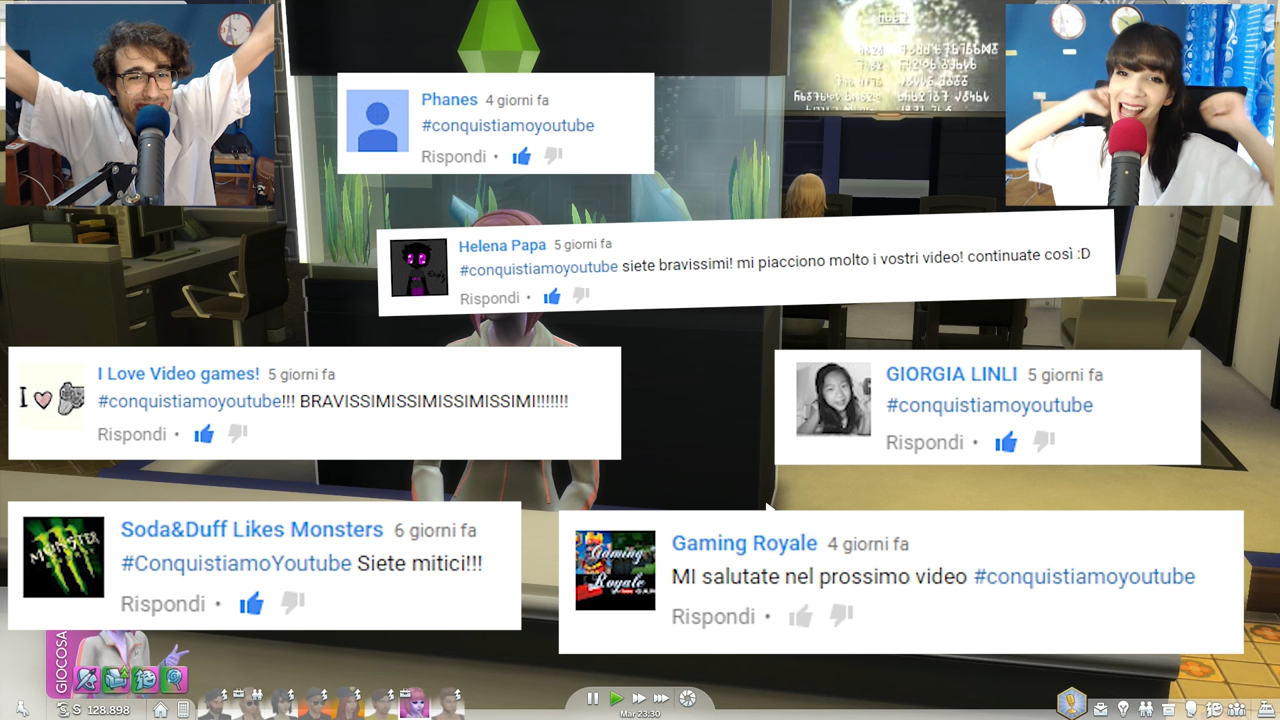 Phanes 4 giorni fa
#conquistiamoyoutube
Rispondi •
Helena Papa 5 giorni fa
#conquistiamoyoutube siete bravissimi! mi piacciono molto i vostri video! continuate così :D
Rispondi •
I Love Video games! 5 giorni fa
#conquistiamoyoutube!!! BRAVISSIMISSIMISSIMISSIMI!!!!!!!
Rispondi •
I
GIORGIA LINLI 5 giorni fa
#conquistiamoyoutube
Rispondi •
Soda&Duff Likes Monsters 6 giorni fa
#ConquistiamoYoutube Siete mitici!!!
Rispondi •
MONSTER
Gaming Royale 4 giorni fa
MI salutate nel prossimo video #conquistiamoyoutube
Rispondi •
Gaming
Royale
GIOCOSA
S 128.898
Mar 23:30